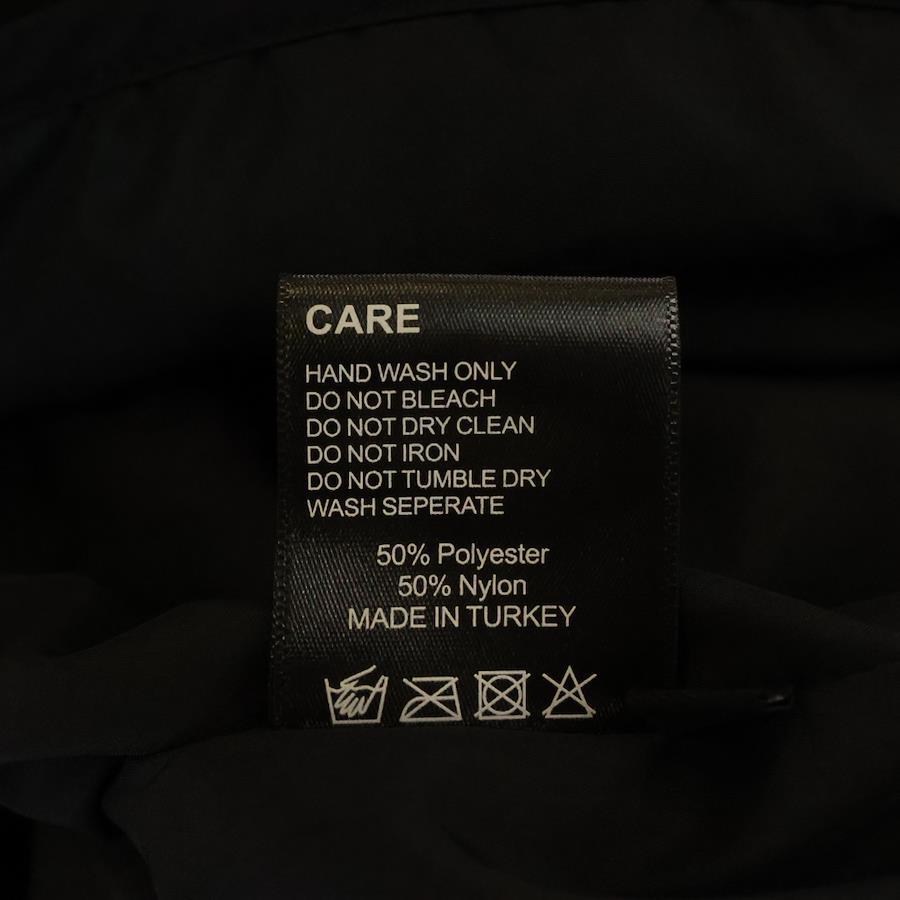 CARE
HAND WASH ONLY
DO NOT BLEACH
DO NOT DRY CLEAN
DO NOT IRON
DO NOT TUMBLE DRY
WASH SEPERATE
50% Polyester
50% Nylon
MADE IN TURKEY